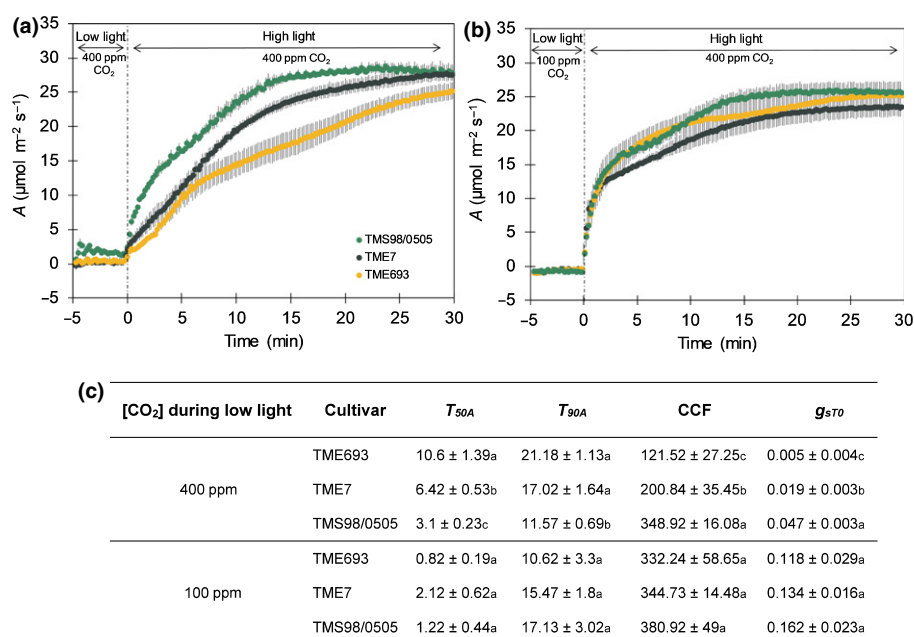 (a)
35
30
25
20
15
10
5
0
−5
A (μmol m⁻² s⁻¹)
Low light
400 ppm
CO₂
High light
400 ppm CO₂
TMS98/0505
TME7
TME693
−5 0 5 10 15 20 25 30
Time (min)
(b)
35
30
25
20
15
10
5
0
−5
A (μmol m⁻² s⁻¹)
Low light
100 ppm
CO₂
High light
400 ppm CO₂
−5 0 5 10 15 20 25 30
Time (min)
(c)
[CO₂] during low light Cultivar T50A T90A CCF gsT0
400 ppm
TME693 10.6 ± 1.39a 21.18 ± 1.13a 121.52 ± 27.25c 0.005 ± 0.004c
TME7 6.42 ± 0.53b 17.02 ± 1.64a 200.84 ± 35.45b 0.019 ± 0.003b
TMS98/0505 3.1 ± 0.23c 11.57 ± 0.69b 348.92 ± 16.08a 0.047 ± 0.003a
100 ppm
TME693 0.82 ± 0.19a 10.62 ± 3.3a 332.24 ± 58.65a 0.118 ± 0.029a
TME7 2.12 ± 0.62a 15.47 ± 1.8a 344.73 ± 14.48a 0.134 ± 0.016a
TMS98/0505 1.22 ± 0.44a 17.13 ± 3.02a 380.92 ± 49a 0.162 ± 0.023a